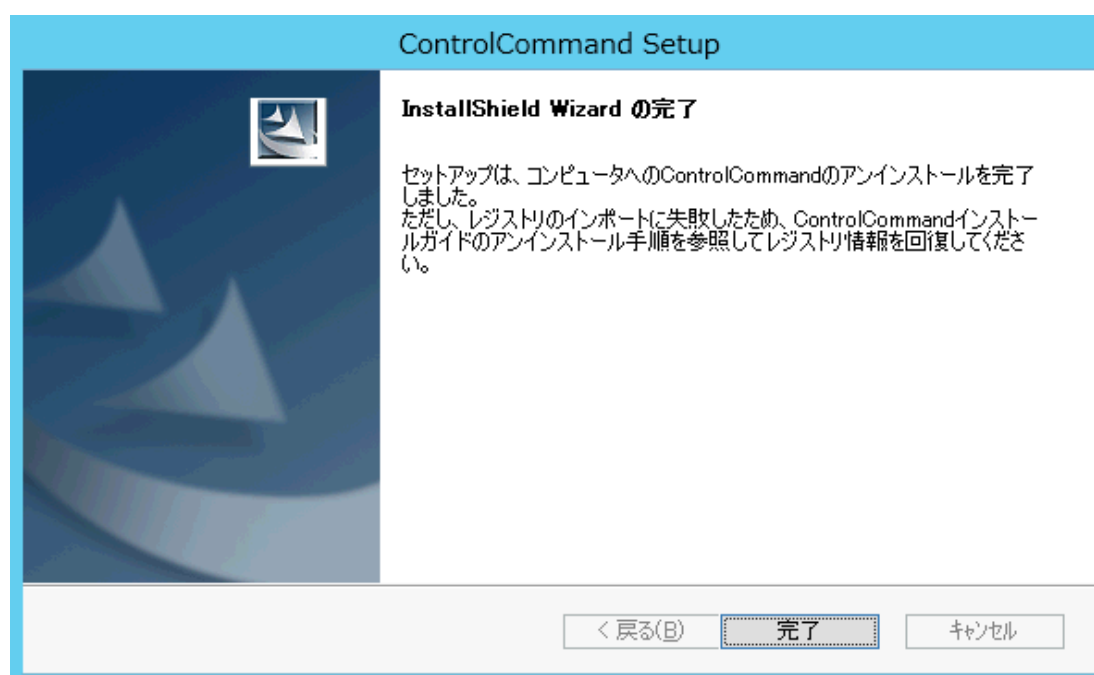 ControlCommand Setup
InstallShield Wizard の完了
セットアップは、コンピュータへのControlCommandのアンインストールを完了
しました。
ただし、レジストリのインポートに失敗したため、ControlCommandインストー
ルガイドのアンインストール手順を参照してレジストリ情報を回復してくださ
い。
< 戻る(B)
完了
キャンセル